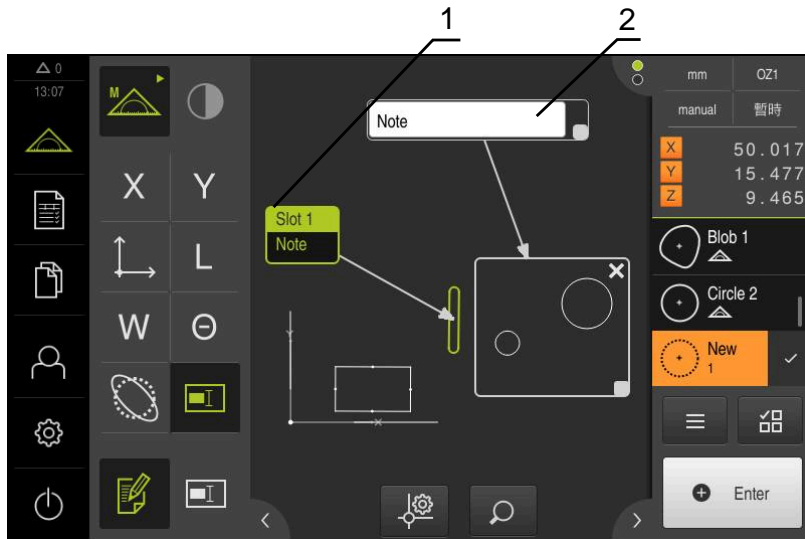 1
2
0
13:07
M
X
Y
L
W
Θ
Note
Slot 1
Note
Y
X
mm
OZ1
manual
暫時
X 50.017
Y 15.477
Z 9.465
Blob 1
Circle 2
New
1
Enter